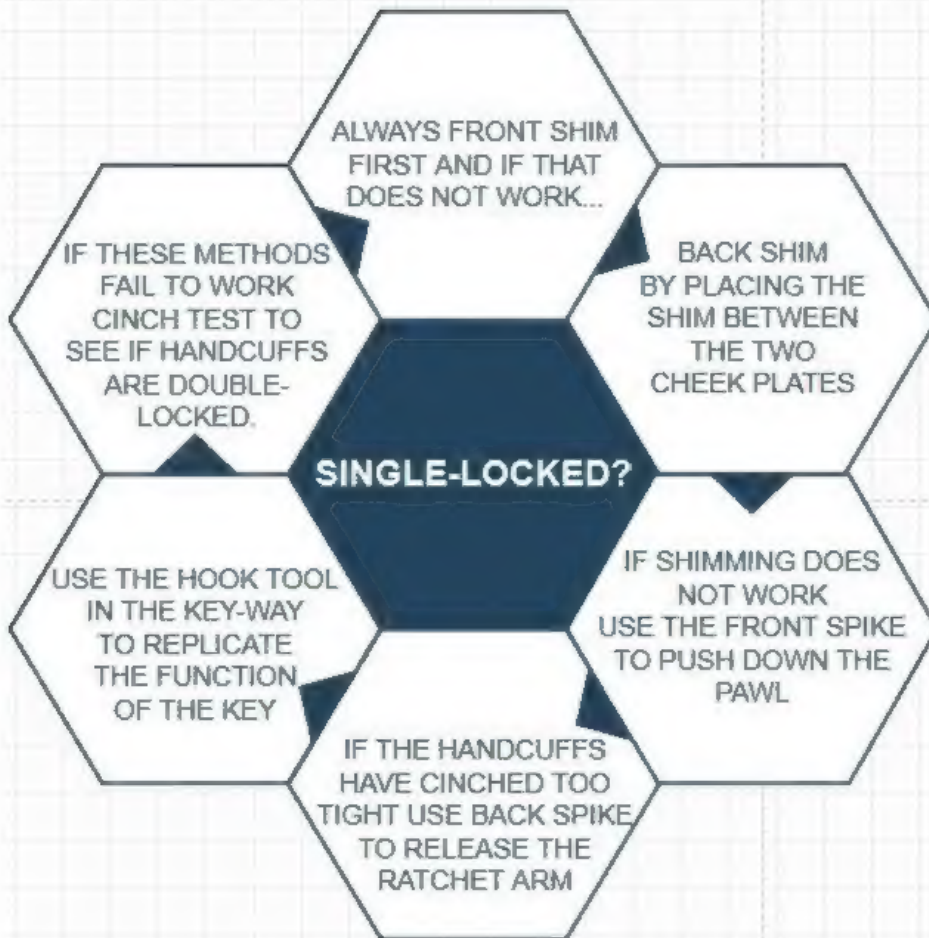 ALWAYS FRONT SHIM
FIRST AND IF THAT
DOES NOT WORK...
BACK SHIM
BY PLACING THE
SHIM BETWEEN
THE TWO
CHEEK PLATES
IF SHIMMING DOES
NOT WORK
USE THE FRONT SPIKE
TO PUSH DOWN THE
PAWL
IF THE HANDCUFFS
HAVE CINCHED TOO
TIGHT USE BACK SPIKE
TO RELEASE THE
RATCHET ARM
USE THE HOOK TOOL
IN THE KEY-WAY
TO REPLICATE
THE FUNCTION
OF THE KEY
IF THESE METHODS
FAIL TO WORK
CINCH TEST TO
SEE IF HANDCUFFS
ARE DOUBLE-
LOCKED.
SINGLE-LOCKED?